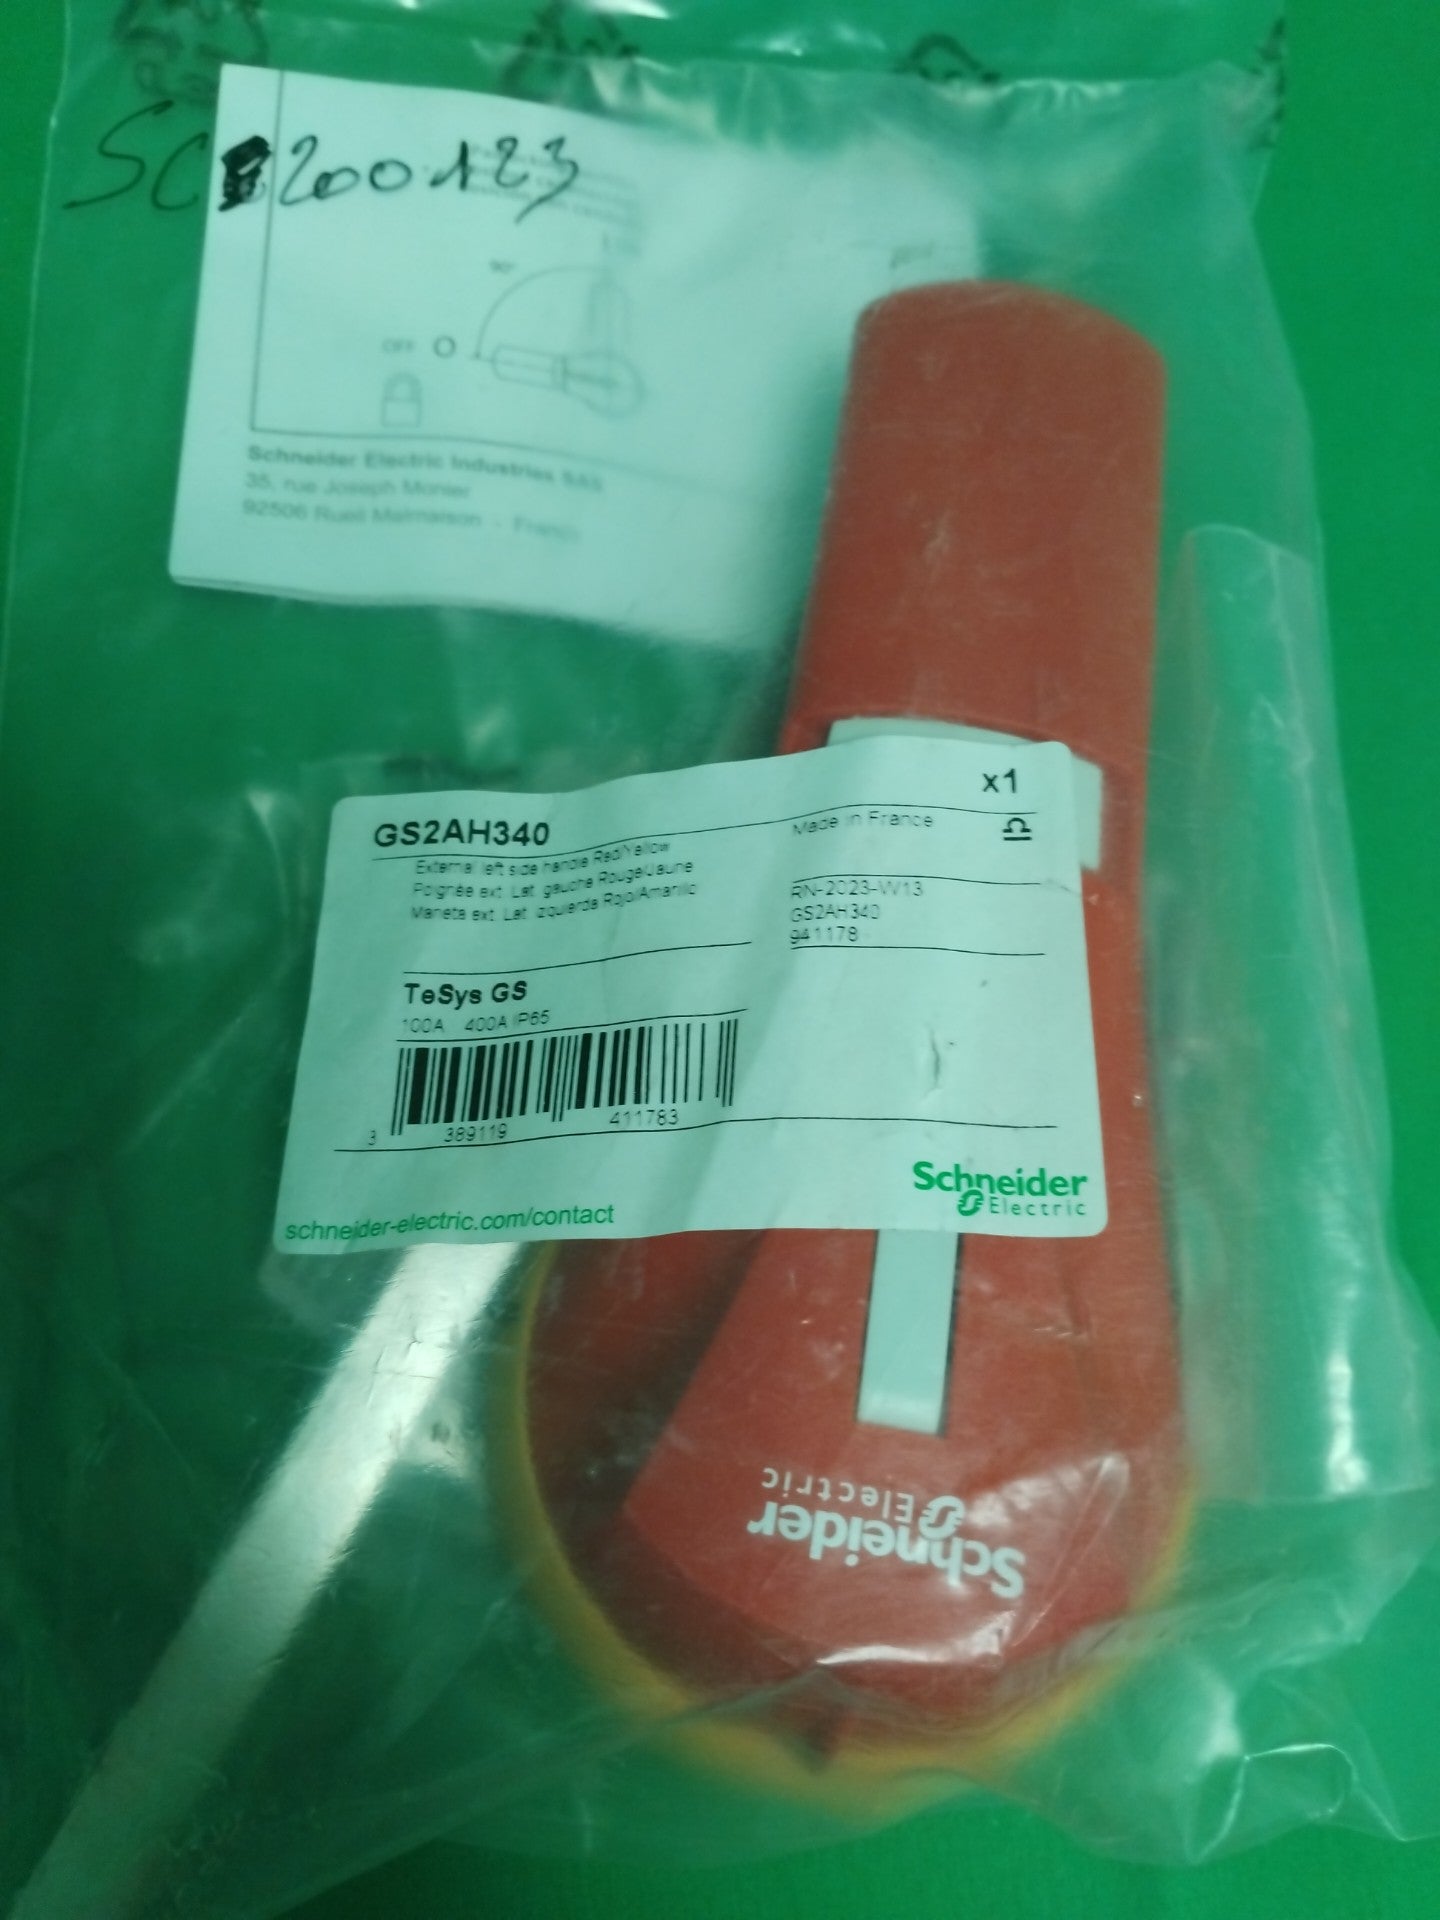 SC 200123
90°
OFF O
Schneider Electric Industries SAS
35, rue Joseph Monier
92506 Rueil Malmaison - France
x1
GS2AH340
External left side handle Red/Yellow
Poignée ext. Lat. gauche Rouge/Jaune
Maneta ext. Lat. izquierda Rojo/Amarillo
Made in France
RN-2023-W13
GS2AH340
941178
TeSys GS
100A 400A IP65
3 389119 411783
Schneider
Electric
schneider-electric.com/contact
Schneider
Electric